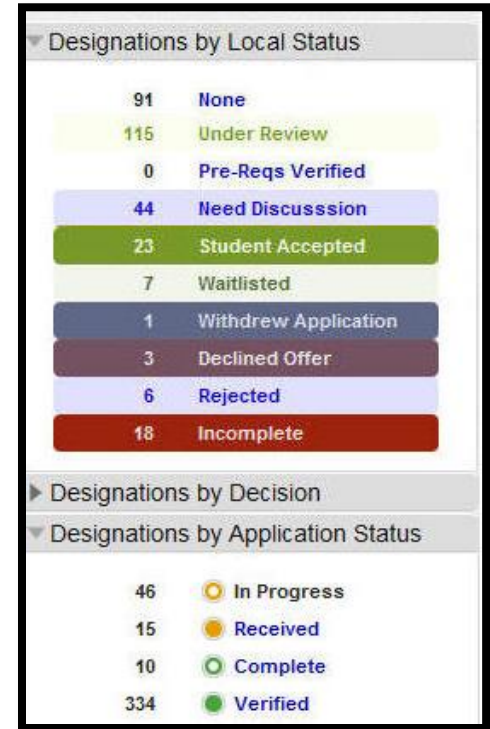 Designations by Local Status
91 None
115 Under Review
0 Pre-Reqs Verified
44 Need Discusssion
23 Student Accepted
7 Waitlisted
1 Withdrew Application
3 Declined Offer
6 Rejected
18 Incomplete
Designations by Decision
Designations by Application Status
46 In Progress
15 Received
10 Complete
334 Verified